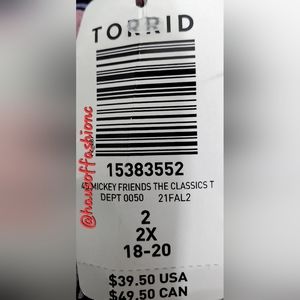 TORRID
15383552
MICKEY FRIENDS THE CLASSICS T
DEPT 0050 21FAL2
2
2X
18-20
$39.50 USA
$49.50 CAN
@hausoffashionc